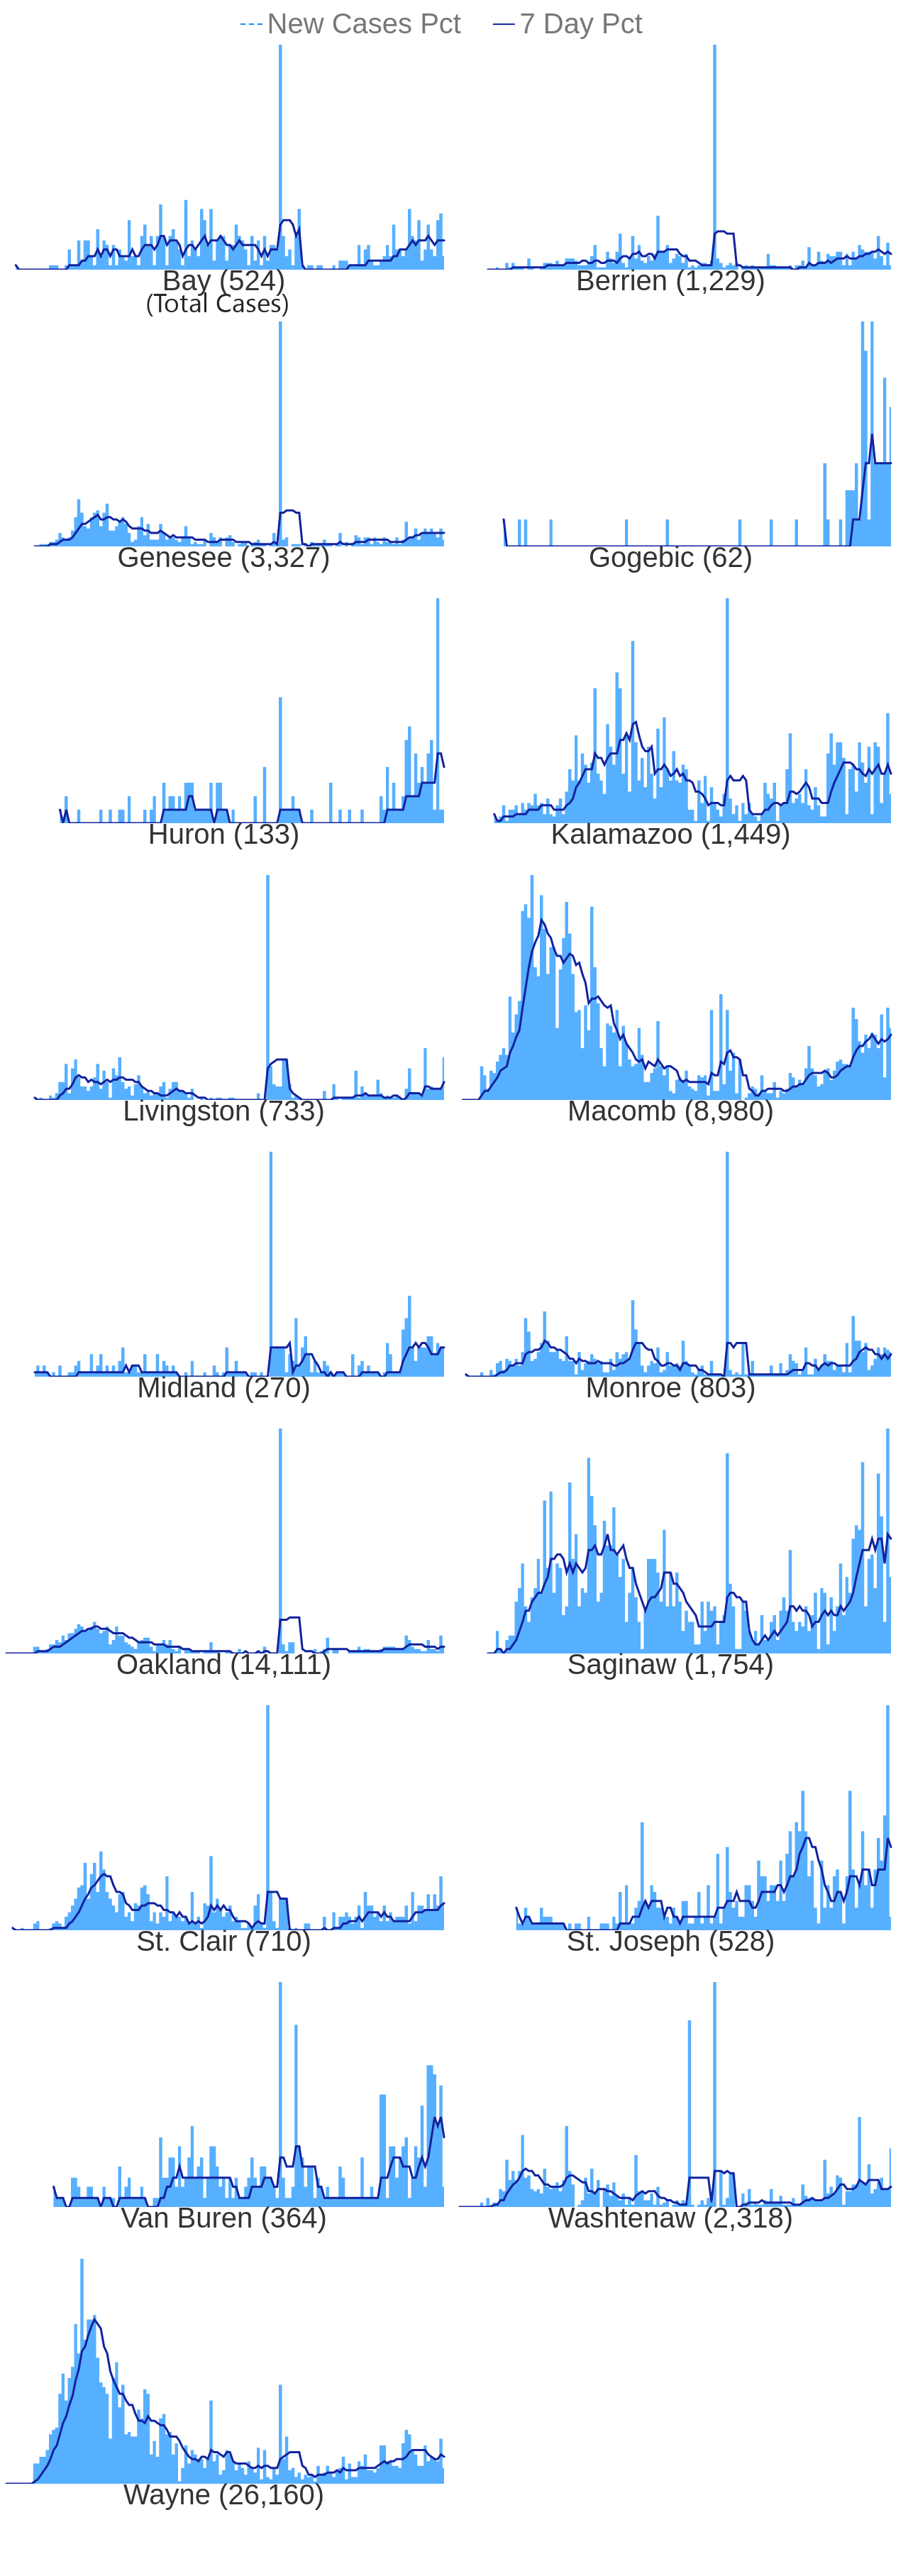 New Cases Pct 7 Day Pct
Bay (524) Berrien (1,229)
(Total Cases)
Genesee (3,327) Gogebic (62)
Huron (133) Kalamazoo (1,449)
Livingston (733) Macomb (8,980)
Midland (270) Monroe (803)
Oakland (14,111) Saginaw (1,754)
St. Clair (710) St. Joseph (528)
Van Buren (364) Washtenaw (2,318)
Wayne (26,160)